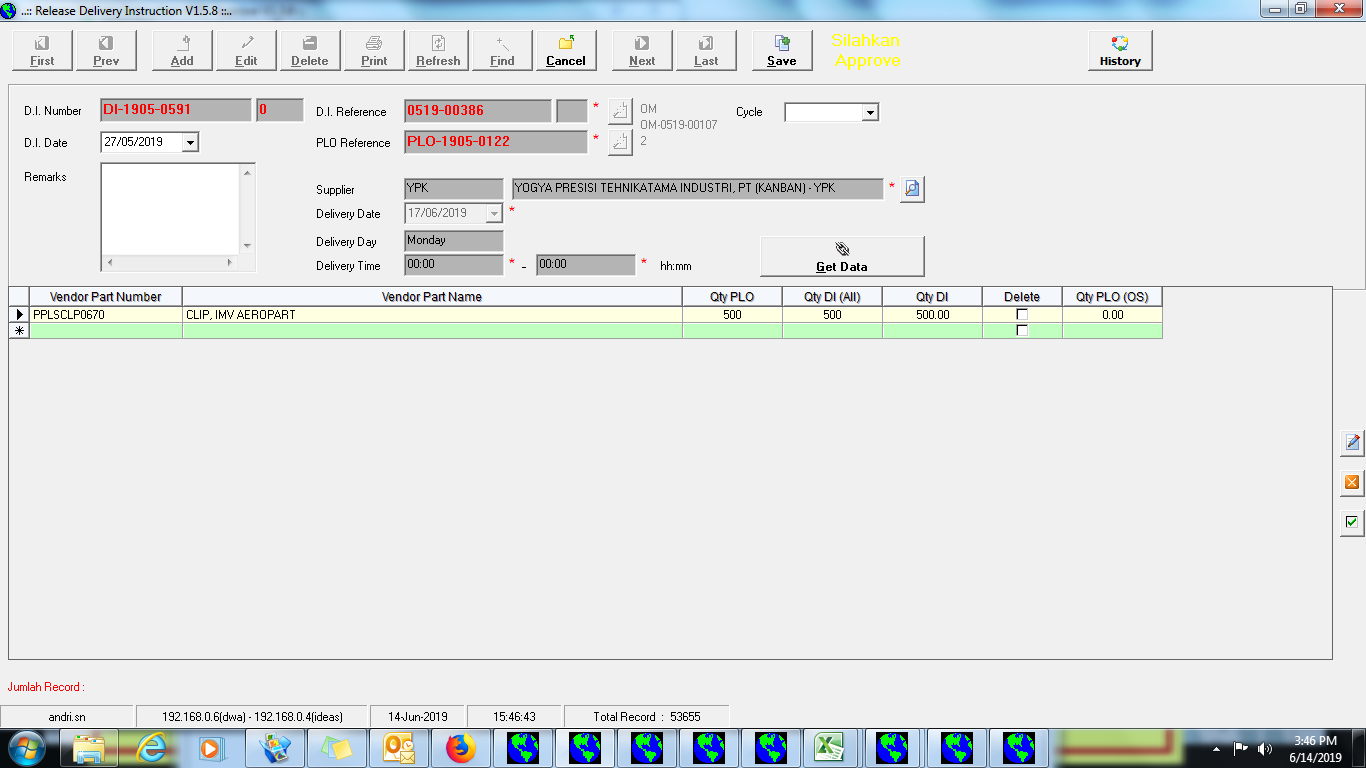 ..:: Release Delivery Instruction V1.5.8 ::..
First Prev Add Edit Delete Print Refresh Find Cancel Next Last Save Silahkan Approve History
D.I. Number DI-1905-0591 0 D.I. Reference 0519-00386 * OM Cycle
OM-0519-00107
D.I. Date 27/05/2019 PLO Reference PLO-1905-0122 * 2
Remarks
Supplier YPK YOGYA PRESISI TEHNIKATAMA INDUSTRI, PT (KANBAN) - YPK *
Delivery Date 17/06/2019 *
Delivery Day Monday
Delivery Time 00:00 * - 00:00 * hh:mm Get Data
Vendor Part Number Vendor Part Name Qty PLO Qty DI (All) Qty DI Delete Qty PLO (OS)
PPLSCLP0670 CLIP, IMV AEROPART 500 500 500.00 0.00
Jumlah Record :
andri.sn 192.168.0.6(dwa) - 192.168.0.4(ideas) 14-Jun-2019 15:46:43 Total Record : 53655
3:46 PM
6/14/2019